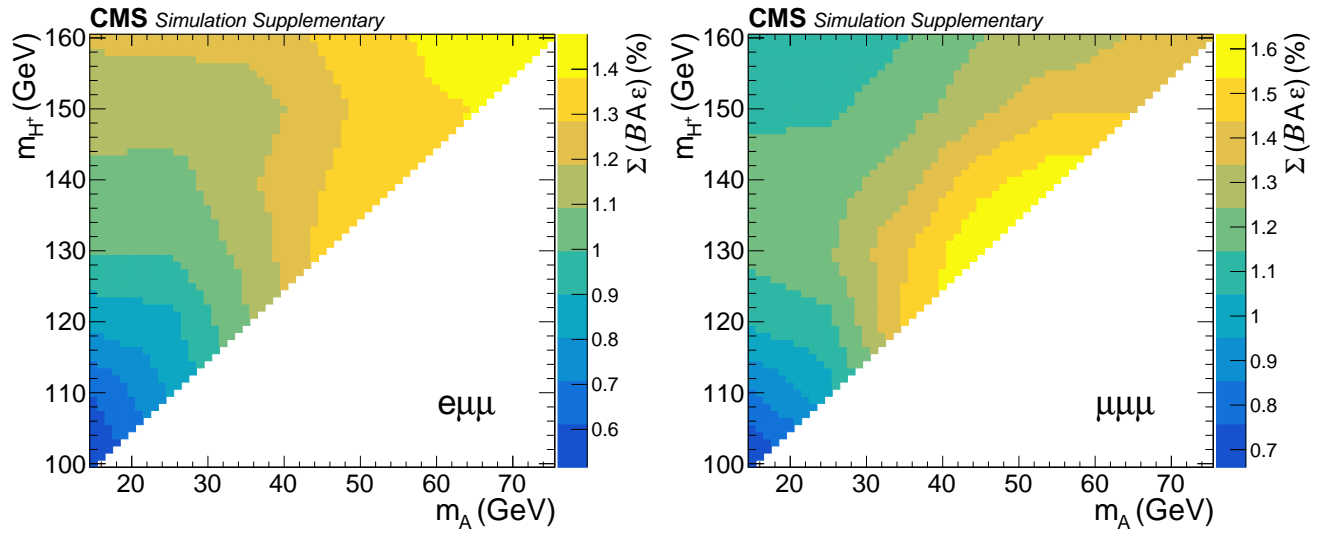 CMS Simulation Supplementary
160
150
140
130
120
110
100
m_H⁺ (GeV)
20 30 40 50 60 70
m_A (GeV)
eμμ
1.4
1.3
1.2
1.1
1
0.9
0.8
0.7
0.6
Σ (ℬ A ε) (%)
CMS Simulation Supplementary
160
150
140
130
120
110
100
m_H⁺ (GeV)
20 30 40 50 60 70
m_A (GeV)
μμμ
1.6
1.5
1.4
1.3
1.2
1.1
1
0.9
0.8
0.7
Σ (ℬ A ε) (%)